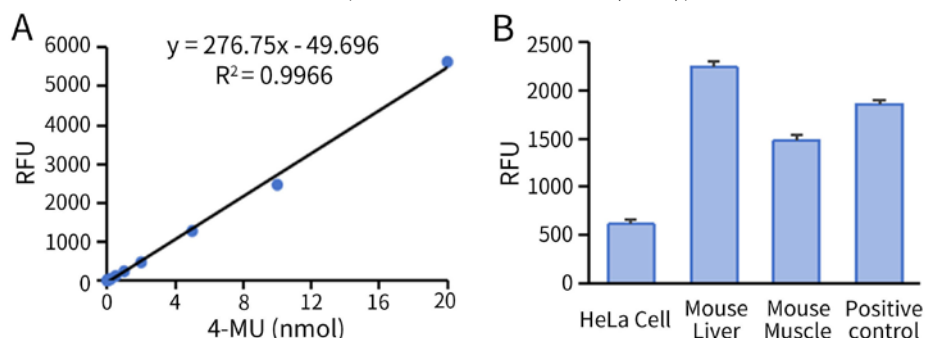 A
y = 276.75x - 49.696
R² = 0.9966
RFU
6000
5000
4000
3000
2000
1000
0
0 4 8 12 16 20
4-MU (nmol)
B
RFU
2500
2000
1500
1000
500
0
HeLa Cell
Mouse
Liver
Mouse
Muscle
Positive
control